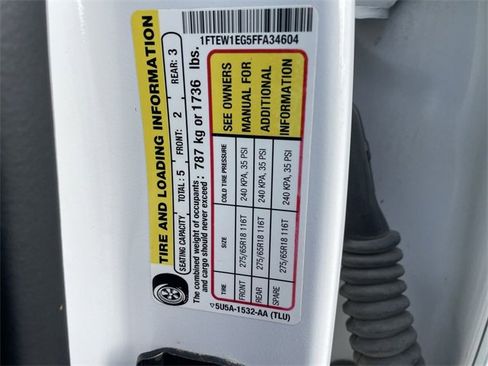 TIRE AND LOADING INFORMATION
SEATING CAPACITY TOTAL: 5 FRONT: 2 REAR: 3
The combined weight of occupants
and cargo should never exceed: 787 kg or 1736 lbs.
TIRE SIZE COLD TIRE PRESSURE
FRONT 275/65R18 116T 240 KPA, 35 PSI
REAR 275/65R18 116T 240 KPA, 35 PSI
SPARE 275/65R18 116T 240 KPA, 35 PSI
SEE OWNERS
MANUAL FOR
ADDITIONAL
INFORMATION
5U5A-1532-AA (TLU)
1FTEW1EG5FFA34604